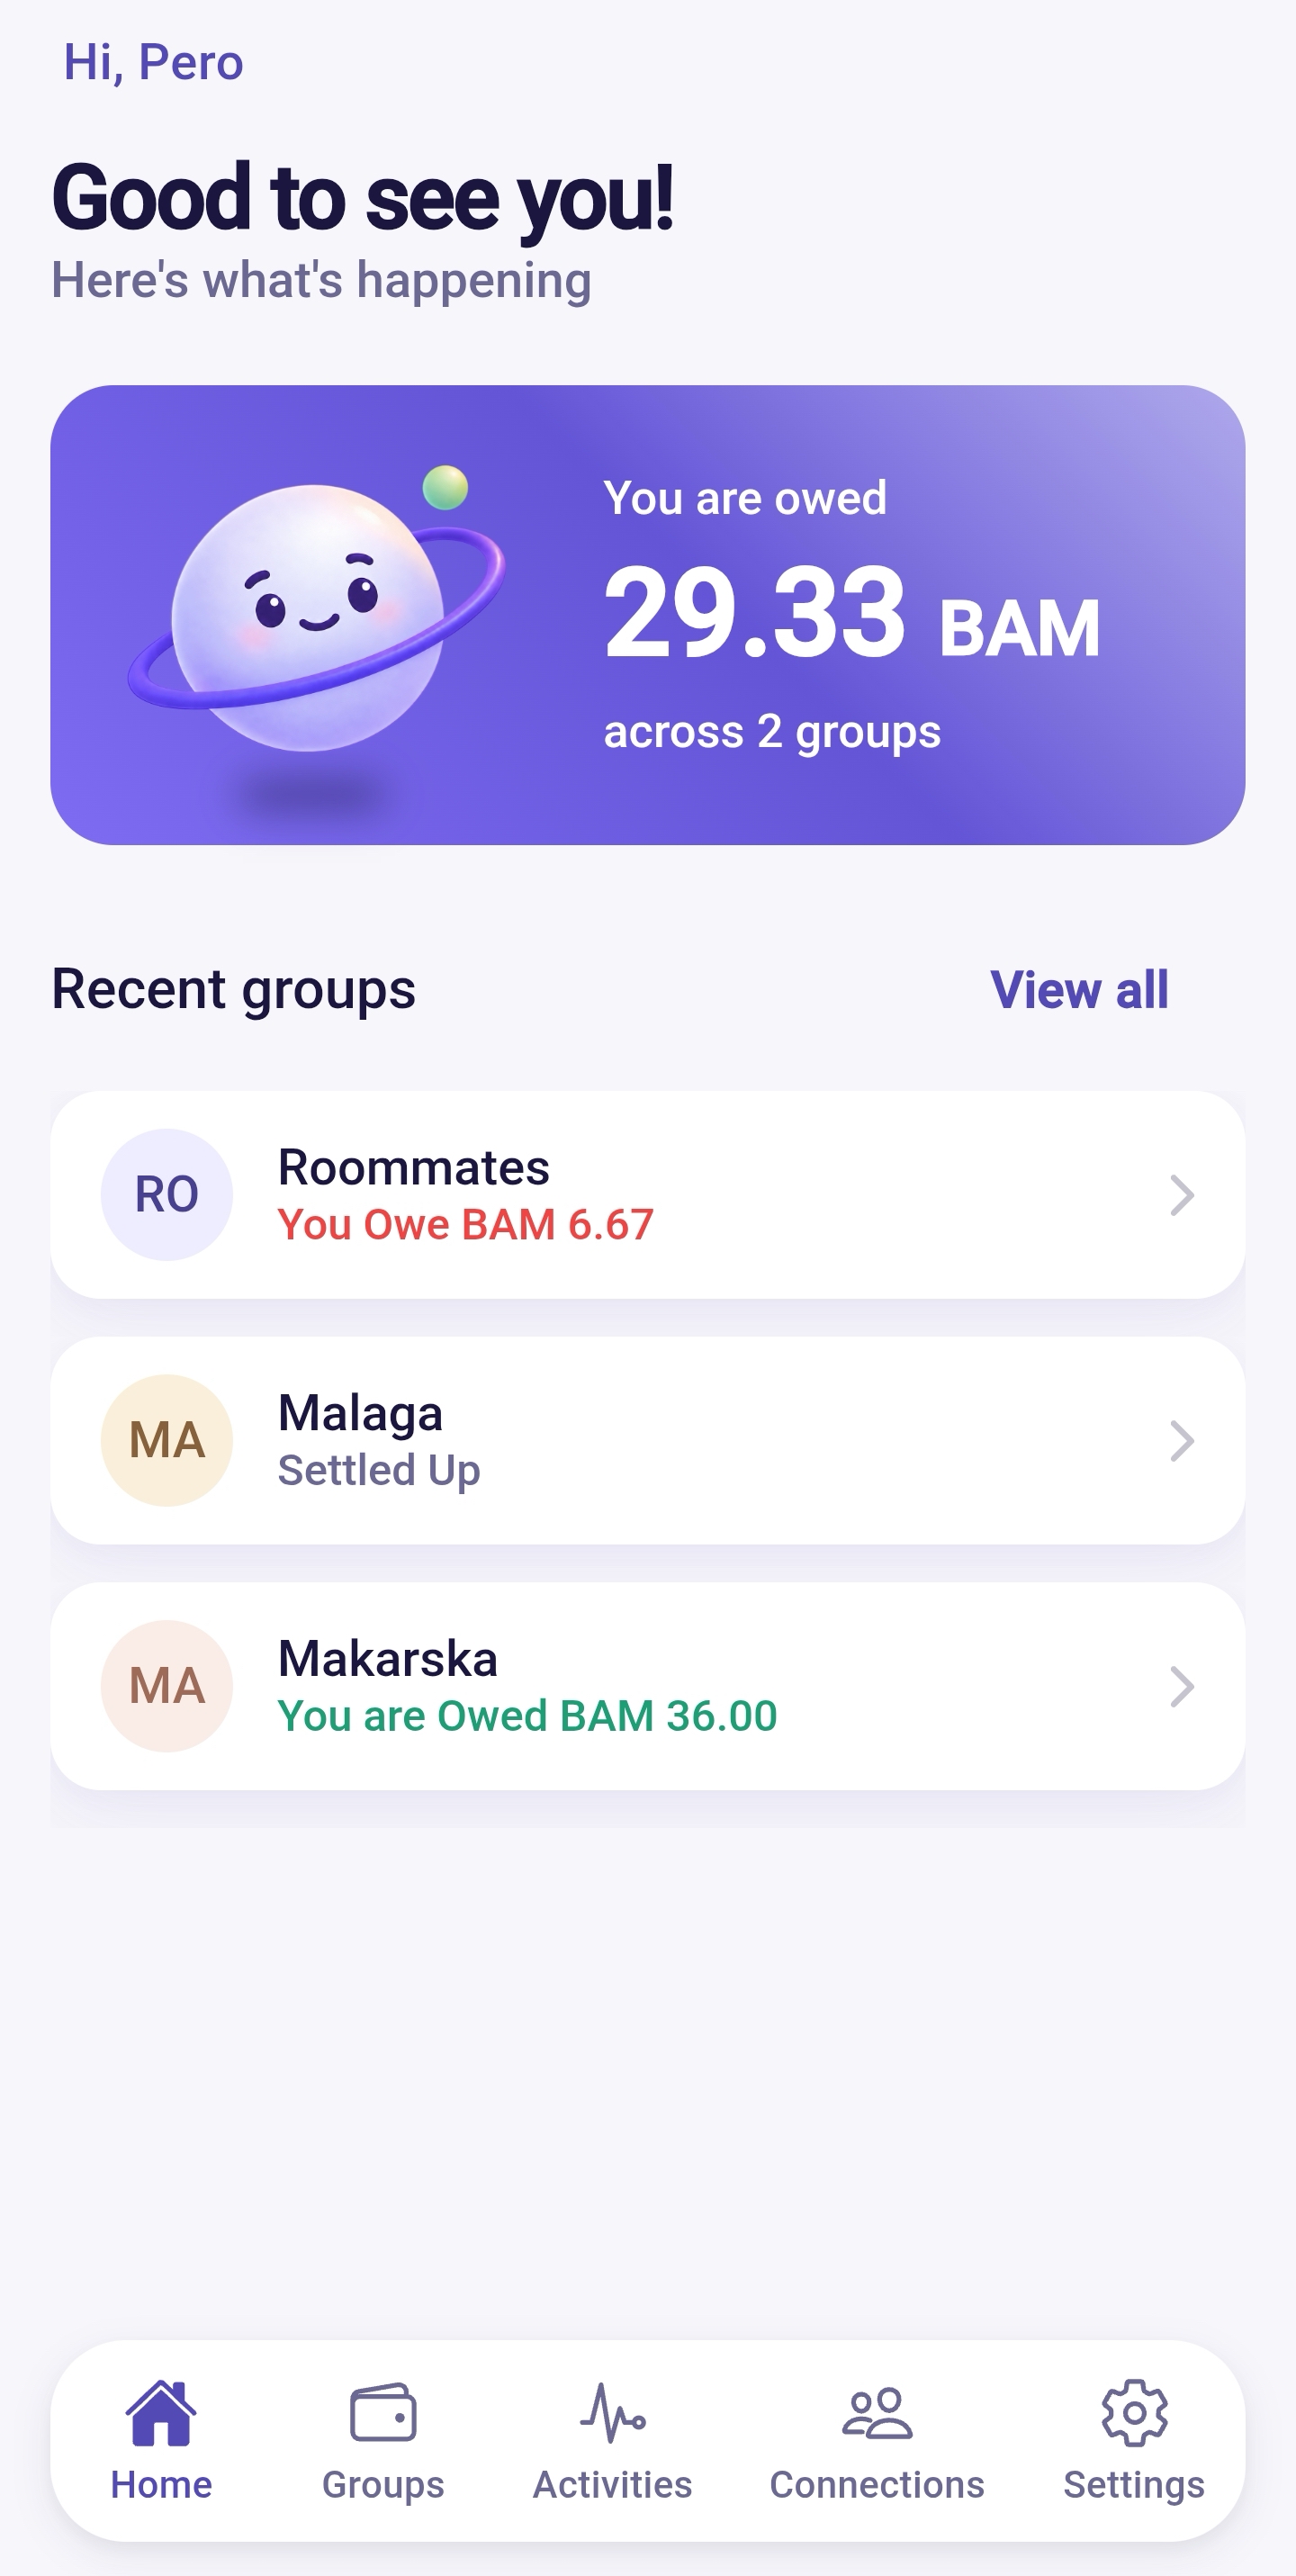 Hi, Pero
Good to see you!
Here's what's happening
You are owed
29.33 BAM
across 2 groups
Recent groups
View all
RO
Roommates
You Owe BAM 6.67
MA
Malaga
Settled Up
MA
Makarska
You are Owed BAM 36.00
Home
Groups
Activities
Connections
Settings